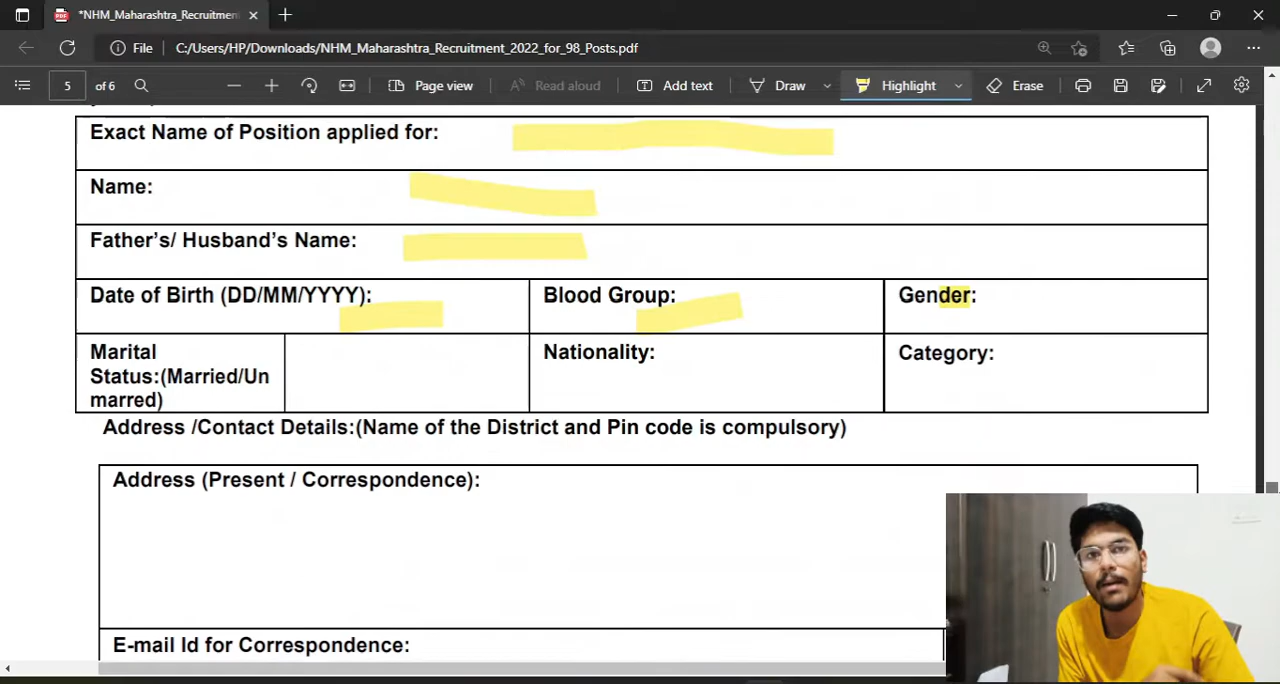 *NHM_Maharashtra_Recruitmen
File C:/Users/HP/Downloads/NHM_Maharashtra_Recruitment_2022_for_98_Posts.pdf
5 of 6 Page view Read aloud Add text Draw Highlight Erase
Exact Name of Position applied for:
Name:
Father's/ Husband's Name:
Date of Birth (DD/MM/YYYY): Blood Group: Gender:
Marital Nationality: Category:
Status:(Married/Un
marred)
Address /Contact Details:(Name of the District and Pin code is compulsory)
Address (Present / Correspondence):
E-mail Id for Correspondence: